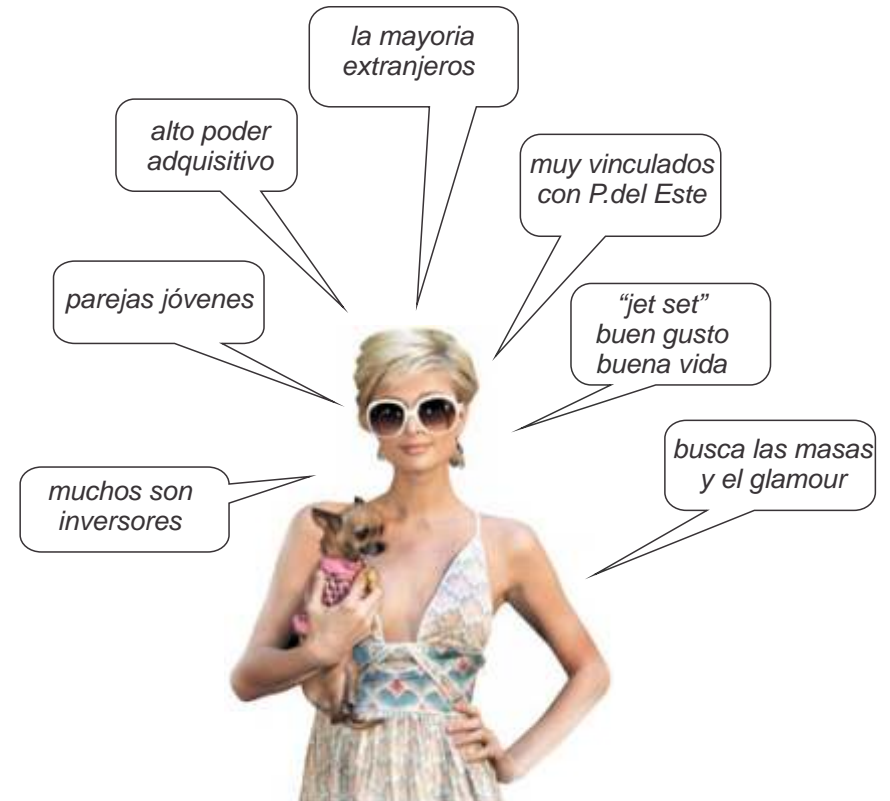 la mayoria
extranjeros
alto poder
adquisitivo
muy vinculados
con P.del Este
parejas jóvenes
“jet set”
buen gusto
buena vida
busca las masas
y el glamour
muchos son
inversores